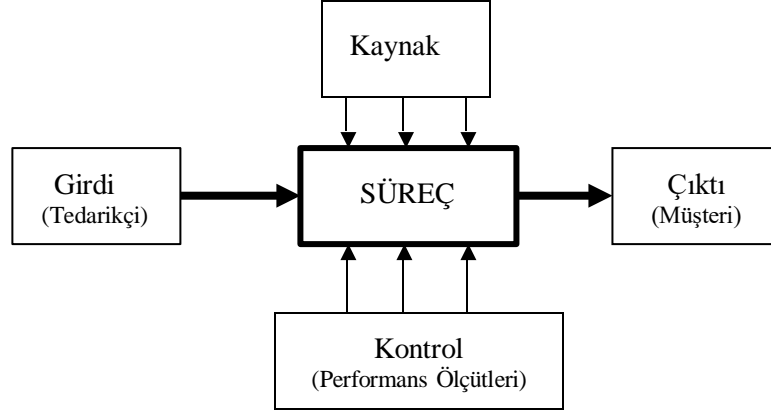 Kaynak
Girdi
(Tedarikçi)
SÜREÇ
Çıktı
(Müşteri)
Kontrol
(Performans Ölçütleri)